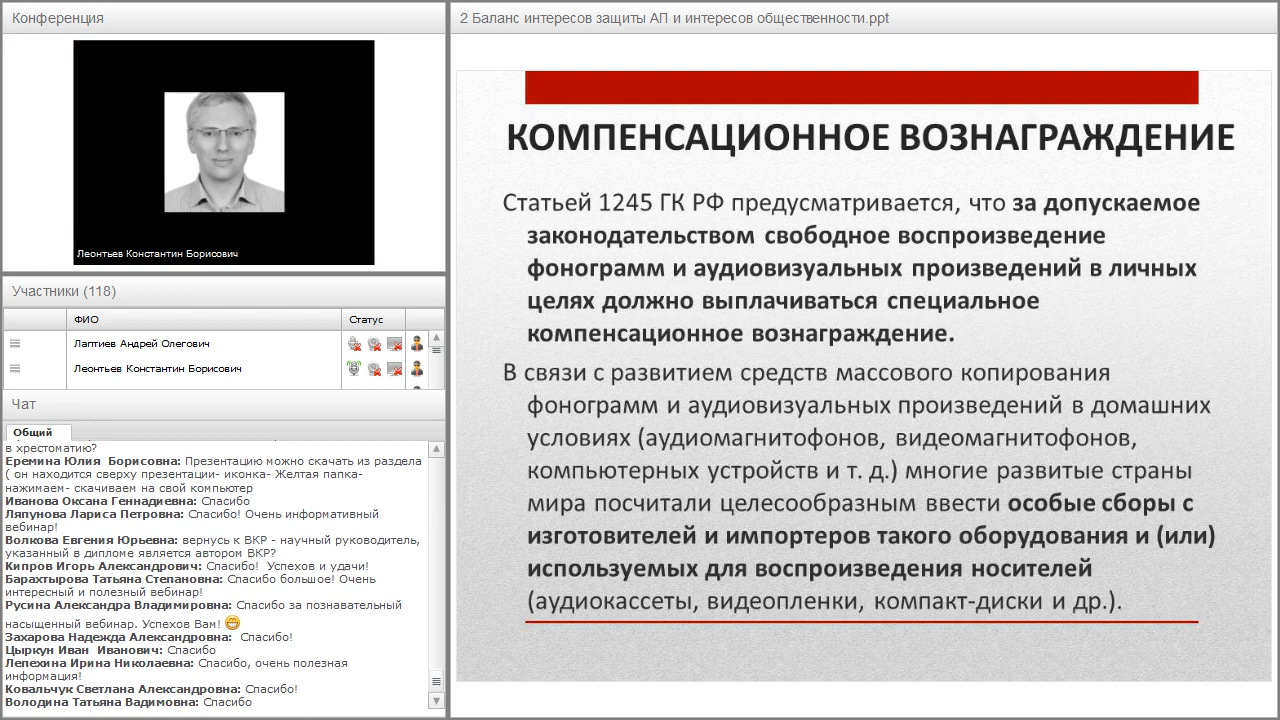 Конференция
Леонтьев Константин Борисович
Участники (118)
ФИО
Статус
Лаптиев Андрей Олегович
Леонтьев Константин Борисович
Чат
Общий
в хрестоматию?
Еремина Юлия Борисовна: Презентацию можно скачать из раздела
( он находится сверху презентации- иконка- Желтая папка-
нажимаем- скачиваем на свой компьютер
Иванова Оксана Геннадиевна: Спасибо
Ляпунова Лариса Петровна: Спасибо! Очень информативный
вебинар!
Волкова Евгения Юрьевна: вернусь к ВКР - научный руководитель,
указанный в дипломе является автором ВКР?
Кипров Игорь Александрович: Спасибо! Успехов и удачи!
Барахтырова Татьяна Степановна: Спасибо большое! Очень
интересный и полезный вебинар!
Русина Александра Владимировна: Спасибо за познавательный
насыщенный вебинар. Успехов Вам!
Захарова Надежда Александровна: Спасибо!
Цыркун Иван Иванович: Спасибо
Лепехина Ирина Николаевна: Спасибо, очень полезная
информация!
Ковальчук Светлана Александровна: Спасибо!
Володина Татьяна Вадимовна: Спасибо
2 Баланс интересов защиты АП и интересов общественности.ppt
КОМПЕНСАЦИОННОЕ ВОЗНАГРАЖДЕНИЕ
Статьей 1245 ГК РФ предусматривается, что за допускаемое
законодательством свободное воспроизведение
фонограмм и аудиовизуальных произведений в личных
целях должно выплачиваться специальное
компенсационное вознаграждение.
В связи с развитием средств массового копирования
фонограмм и аудиовизуальных произведений в домашних
условиях (аудиомагнитофонов, видеомагнитофонов,
компьютерных устройств и т. д.) многие развитые страны
мира посчитали целесообразным ввести особые сборы с
изготовителей и импортеров такого оборудования и (или)
используемых для воспроизведения носителей
(аудиокассеты, видеопленки, компакт-диски и др.).